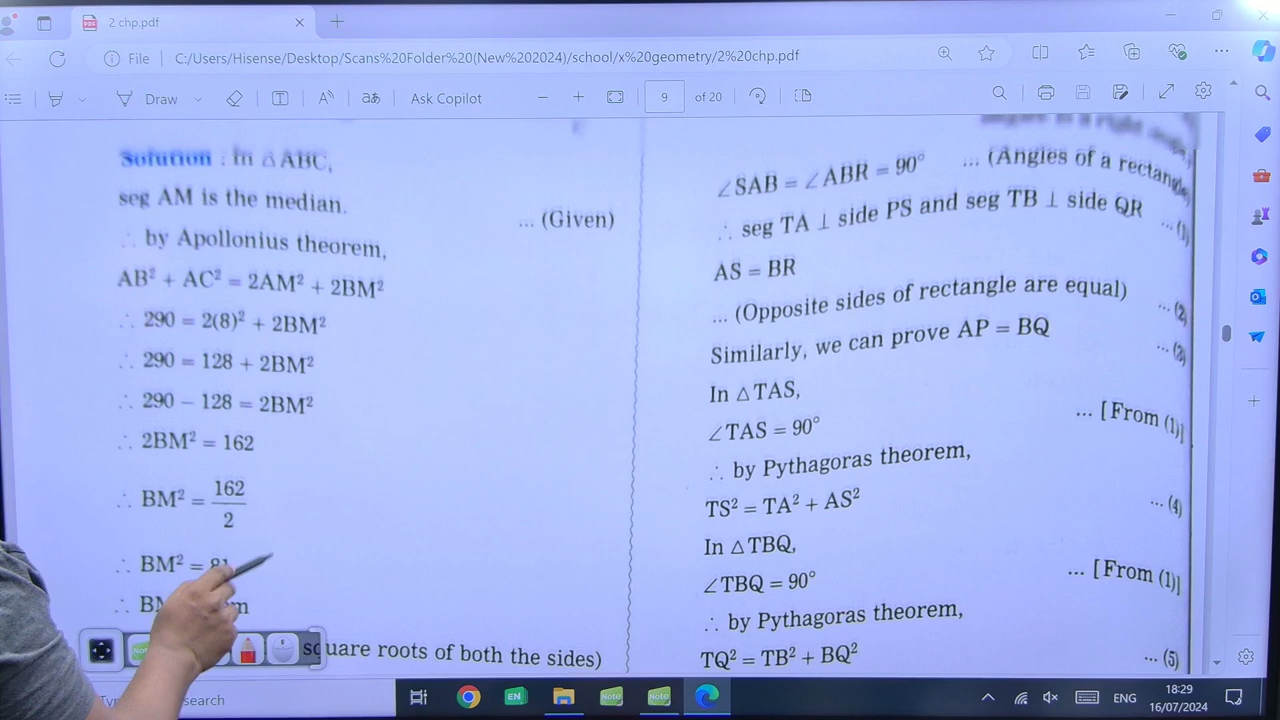 2 chp.pdf
File C:/Users/Hisense/Desktop/Scans%20Folder%20(New%202024)/school/x%20geometry/2%20chp.pdf
Draw Ask Copilot 9 of 20
Solution : In △ABC,
seg AM is the median. ... (Given)
∴ by Apollonius theorem,
AB² + AC² = 2AM² + 2BM²
∴ 290 = 2(8)² + 2BM²
∴ 290 = 128 + 2BM²
∴ 290 − 128 = 2BM²
∴ 2BM² = 162
∴ BM² = 162/2
∴ BM² = 81
∴
square roots of both the sides)
∠SAB = ∠ABR = 90° ... (Angles of a rectangle)
∴ seg TA ⊥ side PS and seg TB ⊥ side QR ... (1)
AS = BR
... (Opposite sides of rectangle are equal) ... (2)
Similarly, we can prove AP = BQ ... (3)
In △TAS,
∠TAS = 90° ... [From (1)]
∴ by Pythagoras theorem,
TS² = TA² + AS² ... (4)
In △TBQ,
∠TBQ = 90° ... [From (1)]
∴ by Pythagoras theorem,
TQ² = TB² + BQ² ... (5)
EN Note Note
ENG
18:29
16/07/2024